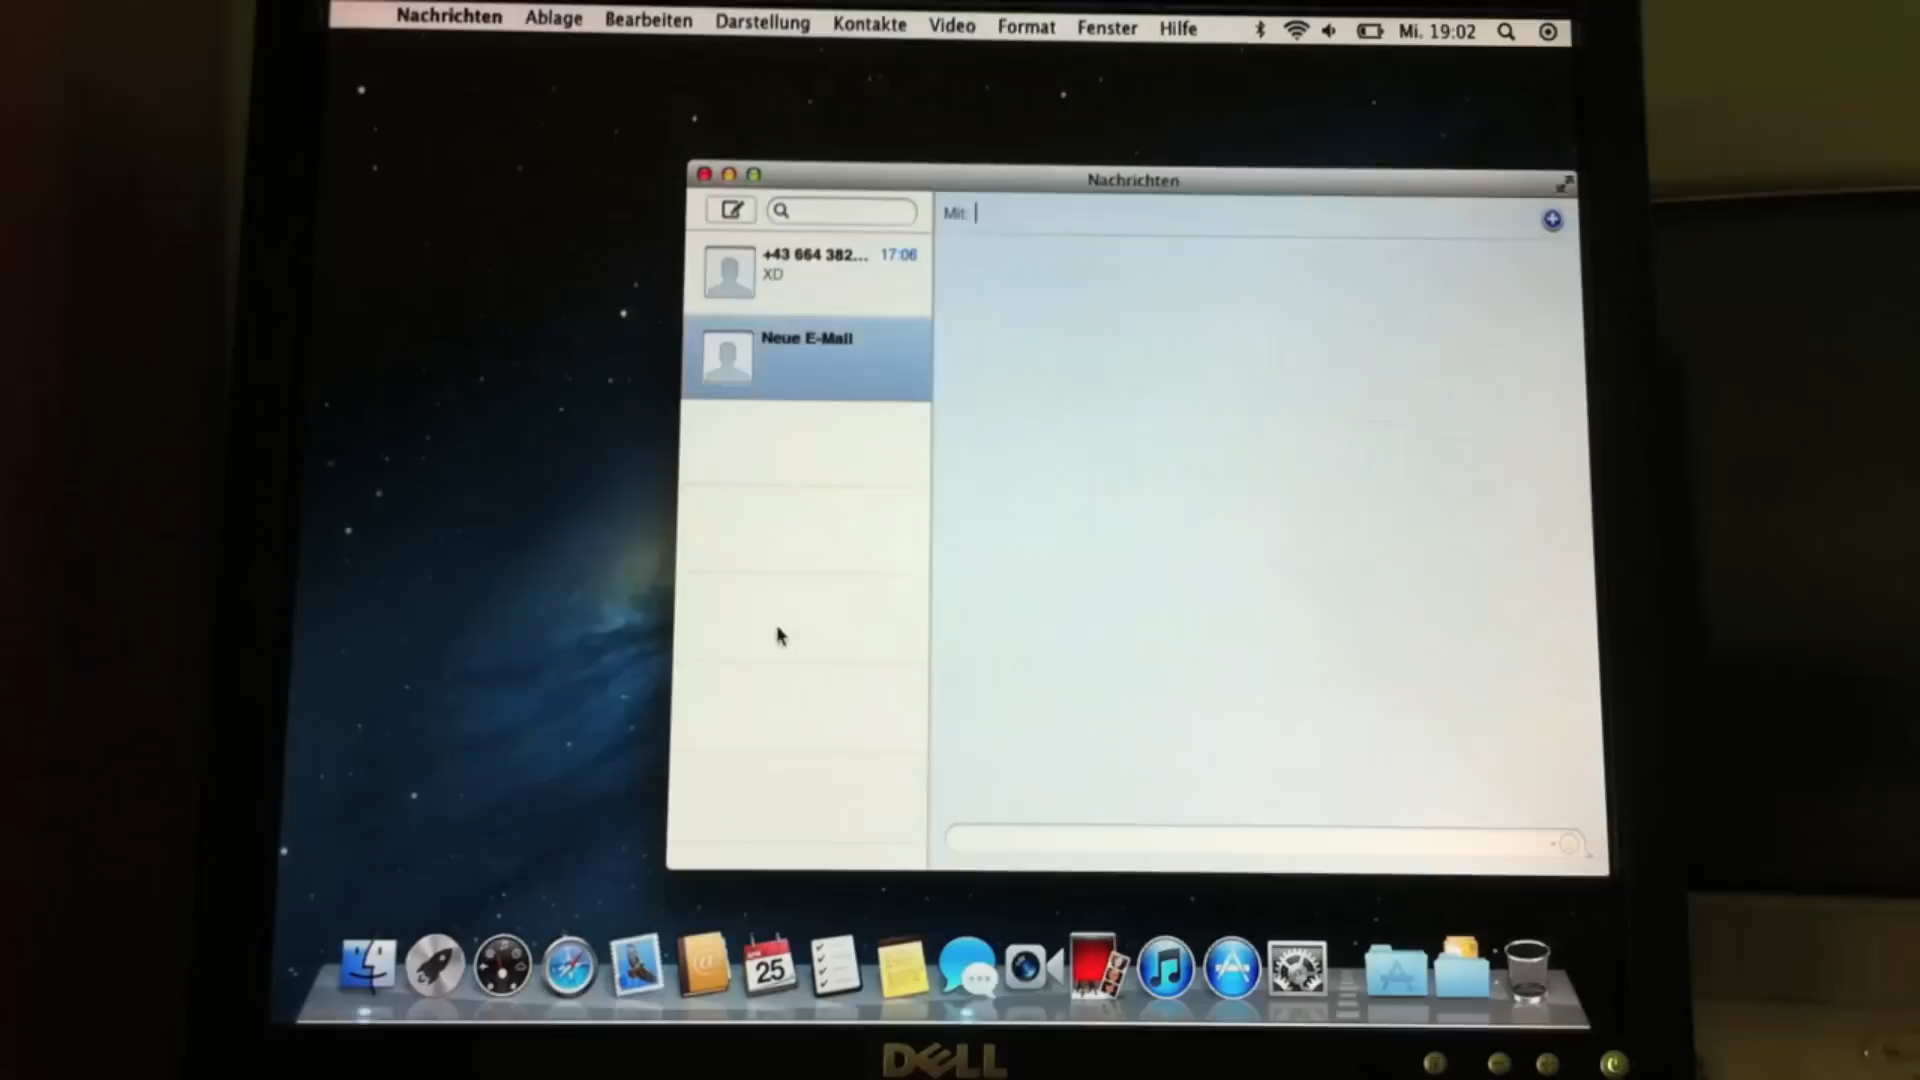 Nachrichten Ablage Bearbeiten Darstellung Kontakte Video Format Fenster Hilfe Mi. 19:02
Nachrichten
Mit:
+43 664 382... 17:06
XD
Neue E-Mail
25
DELL